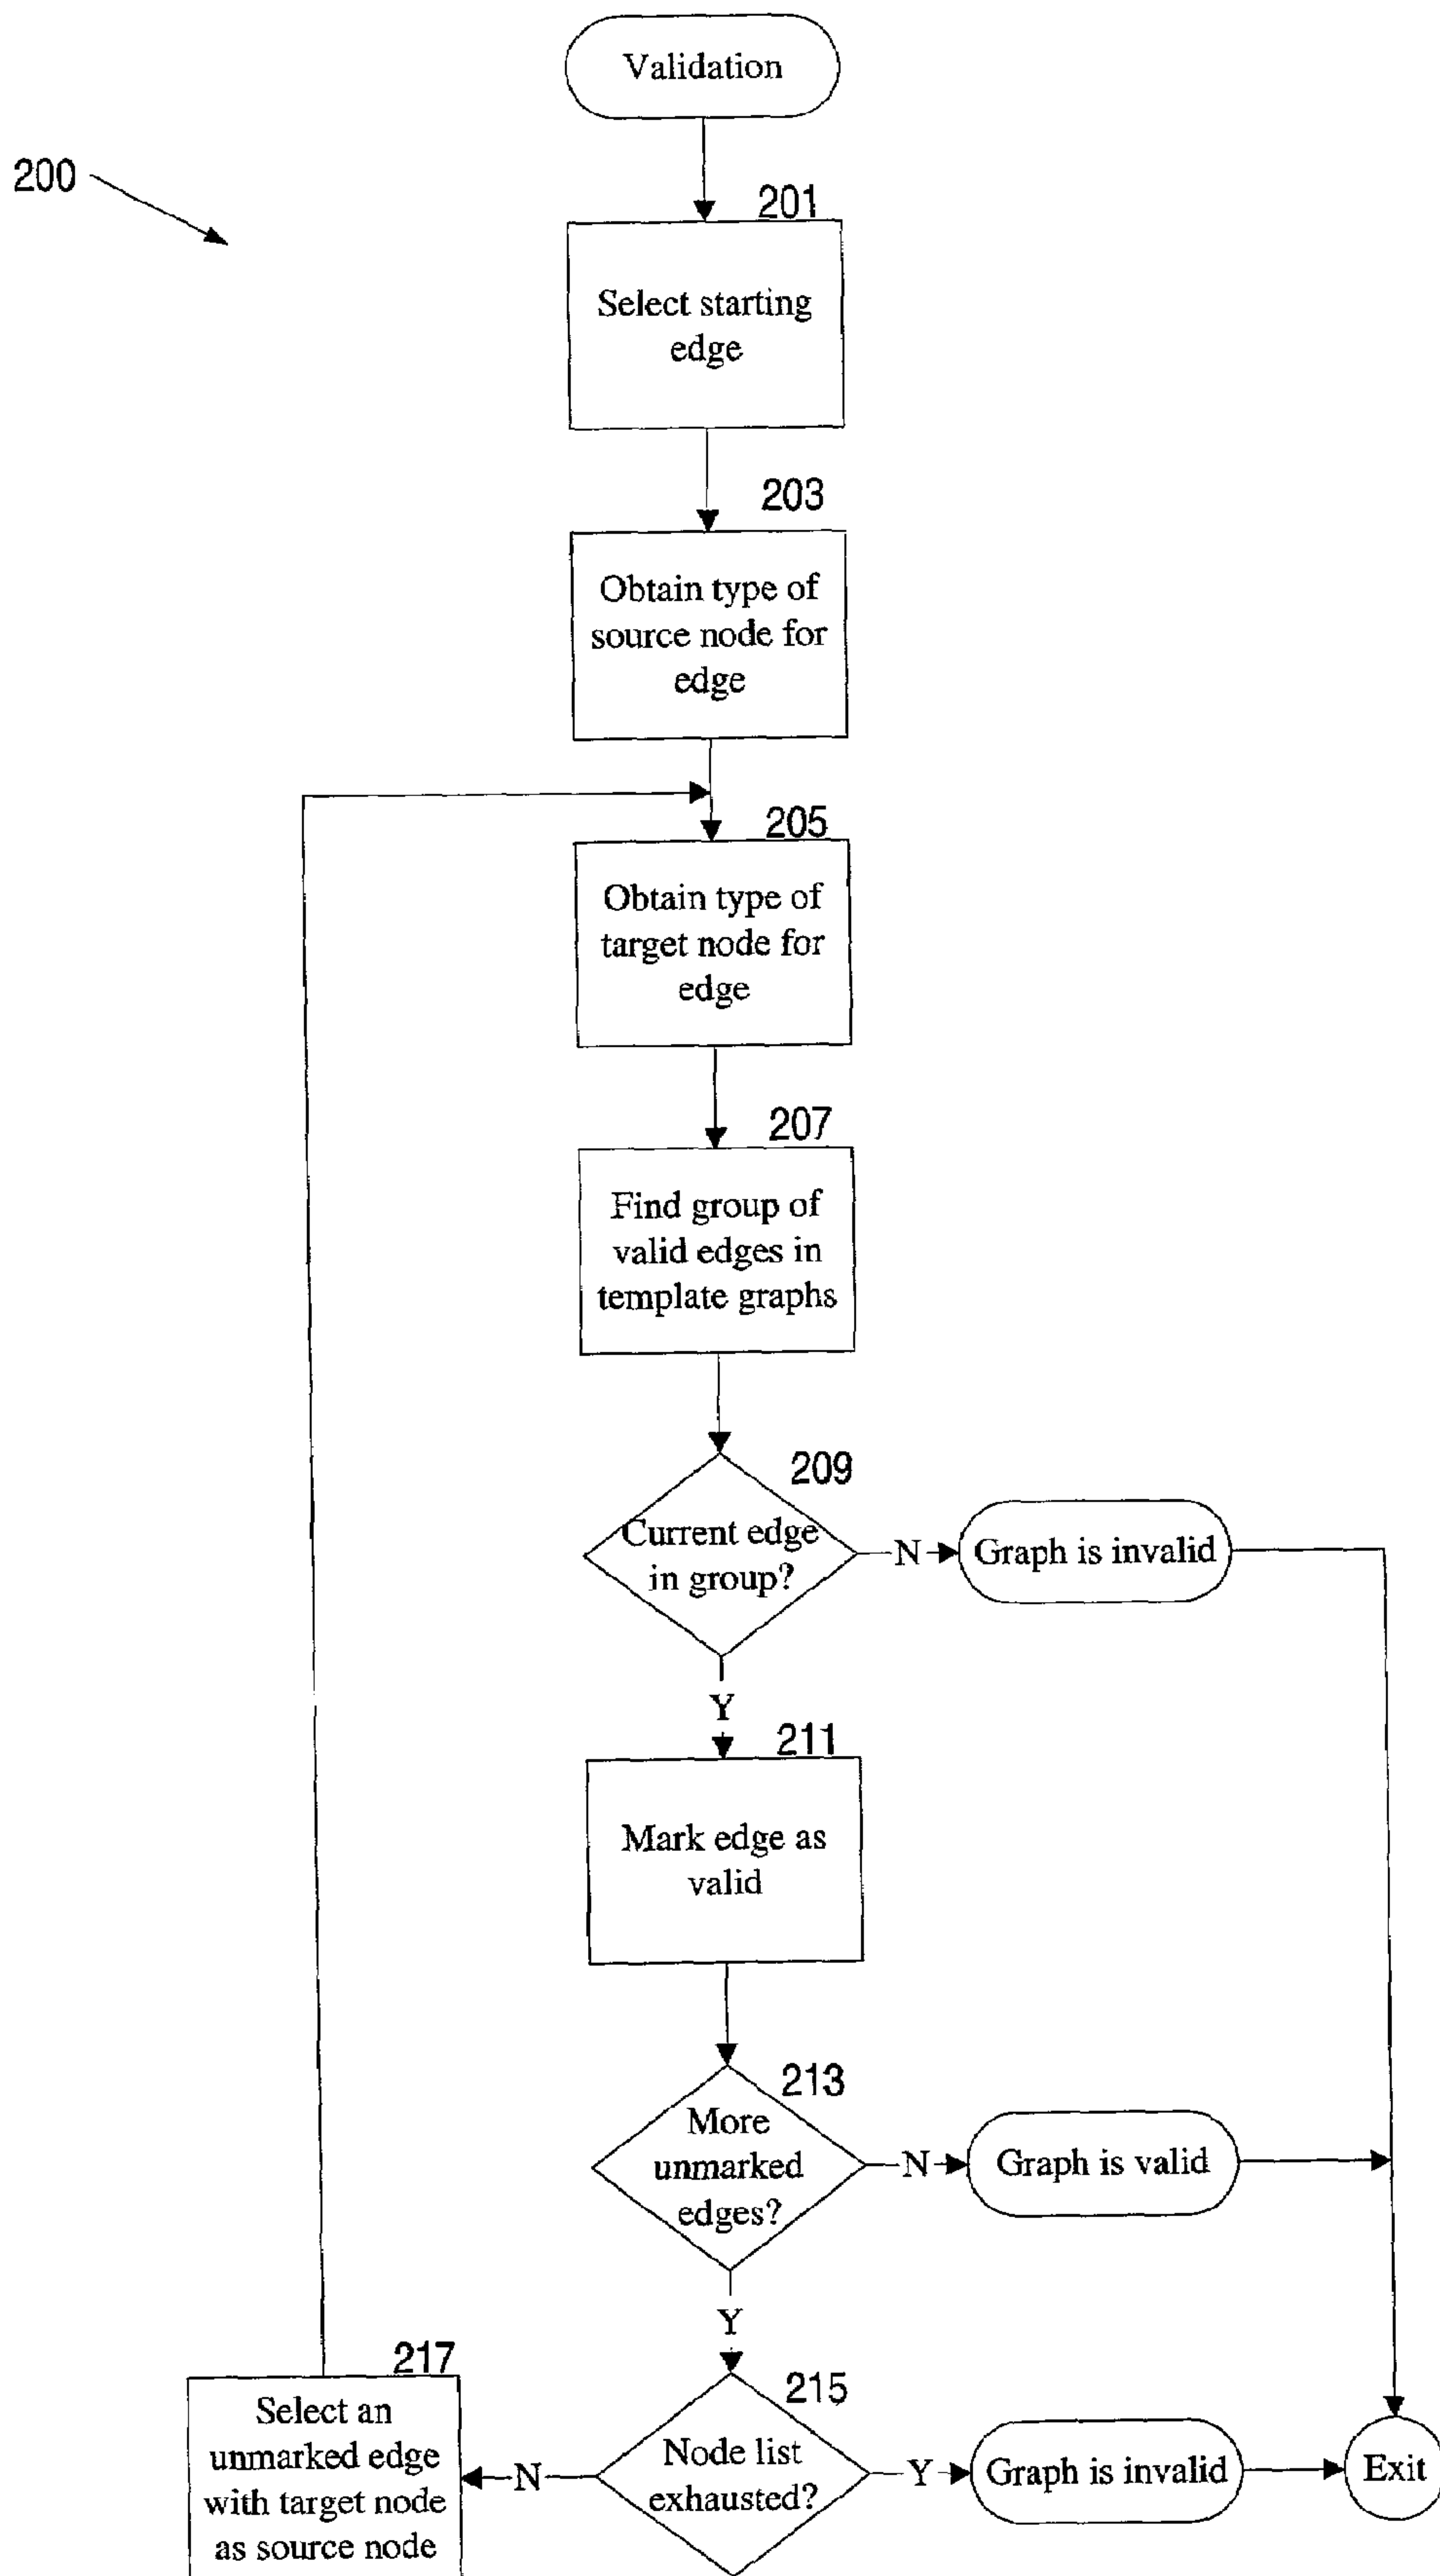 Validation
200
201
Select starting
edge
203
Obtain type of
source node for
edge
205
Obtain type of
target node for
edge
207
Find group of
valid edges in
template graphs
209
Current edge
in group?
N
Graph is invalid
Y
211
Mark edge as
valid
213
More
unmarked
edges?
N
Graph is valid
Y
217
Select an
unmarked edge
with target node
as source node
N
215
Node list
exhausted?
Y
Graph is invalid
Exit